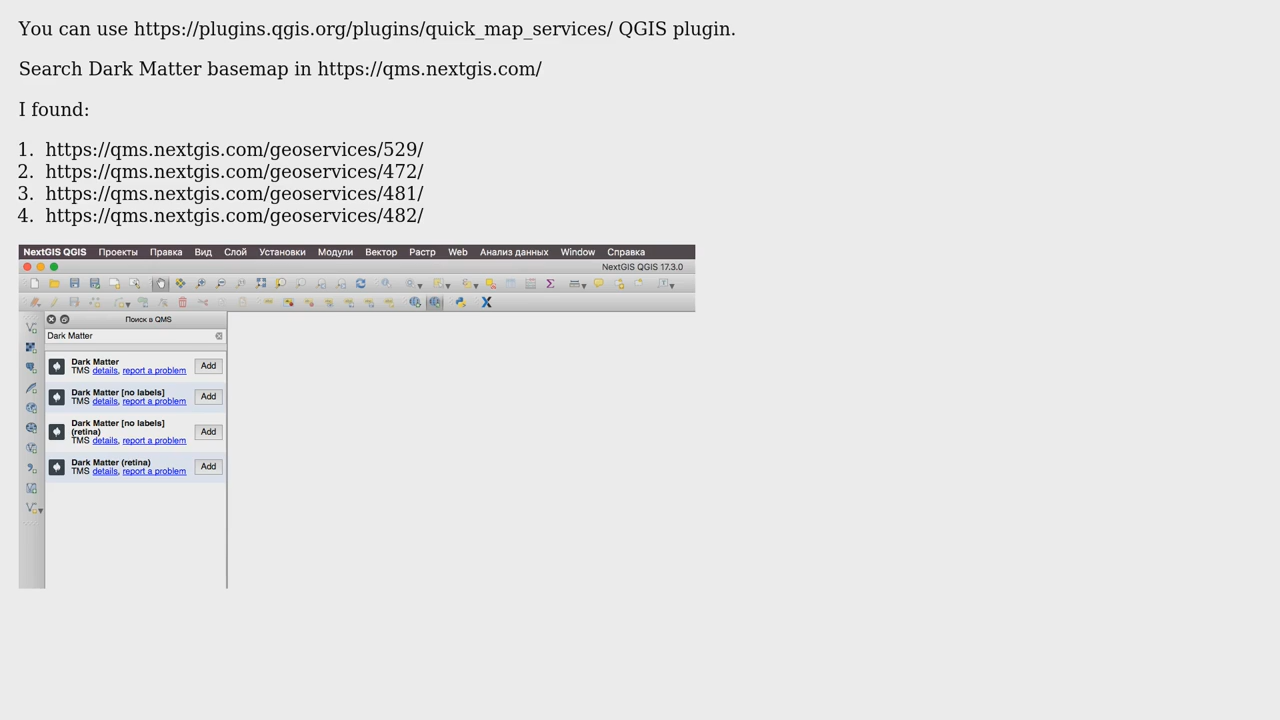 You can use https://plugins.qgis.org/plugins/quick_map_services/ QGIS plugin.
Search Dark Matter basemap in https://qms.nextgis.com/
I found:
1. https://qms.nextgis.com/geoservices/529/
2. https://qms.nextgis.com/geoservices/472/
3. https://qms.nextgis.com/geoservices/481/
4. https://qms.nextgis.com/geoservices/482/
NextGIS QGIS Проекты Правка Вид Слой Установки Модули Вектор Растр Web Анализ данных Window Справка
NextGIS QGIS 17.3.0
Поиск в QMS
Dark Matter
Dark Matter
TMS details, report a problem Add
Dark Matter [no labels]
TMS details, report a problem Add
Dark Matter [no labels]
(retina)
TMS details, report a problem Add
Dark Matter (retina)
TMS details, report a problem Add